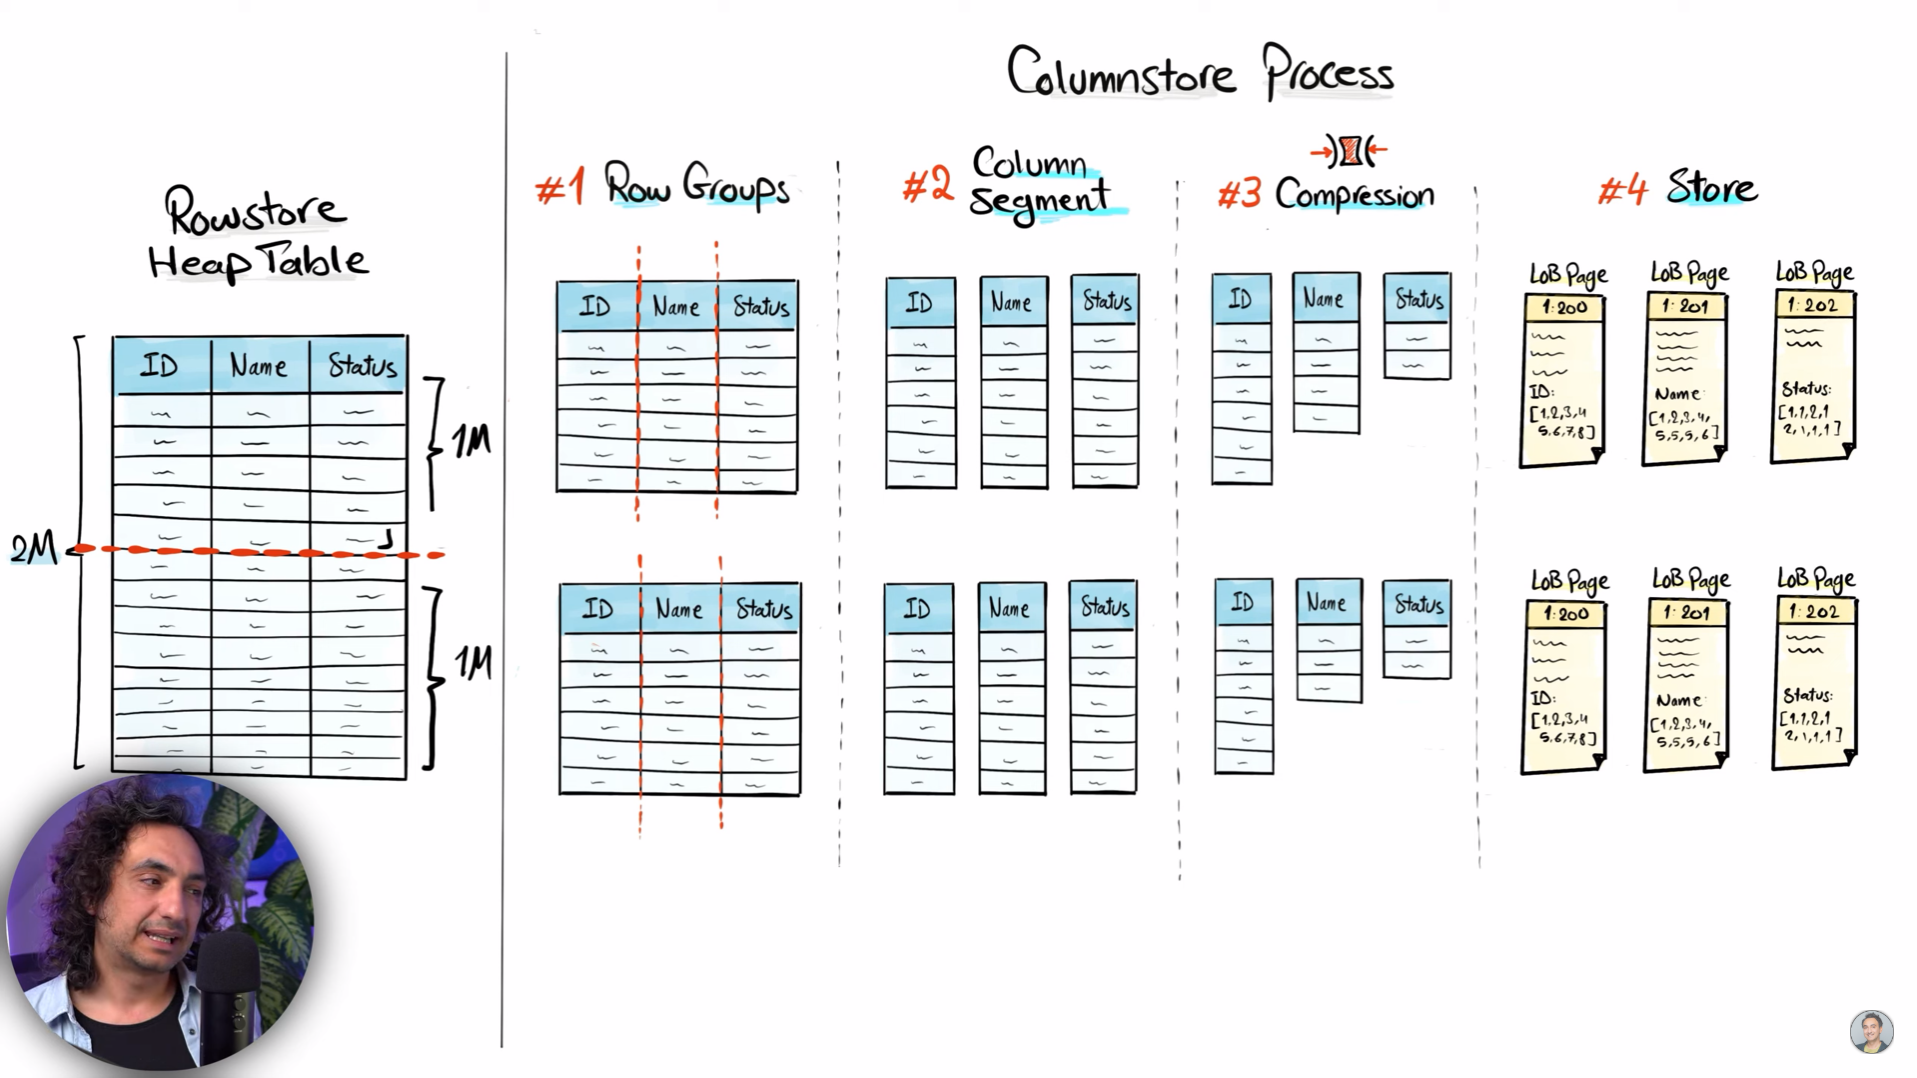 Columnstore Process
Rowstore
Heap Table
2M
ID Name Status
1M
1M
#1 Row Groups
ID Name Status
ID Name Status
#2 Column
Segment
ID Name Status
ID Name Status
#3 Compression
ID Name Status
ID Name Status
#4 Store
LoB Page LoB Page LoB Page
1:200 1:201 1:202
ID:
[1,2,3,4
5,6,7,8]
Name:
[1,2,3,4,
5,5,5,6]
Status:
[1,1,2,1
2,1,1,1]
LoB Page LoB Page LoB Page
1:200 1:201 1:202
ID:
[1,2,3,4
5,6,7,8]
Name:
[1,2,3,4,
5,5,5,6]
Status:
[1,1,2,1
2,1,1,1]